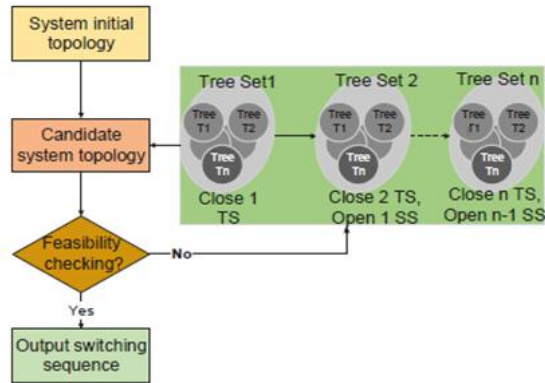 System initial
topology
Candidate
system topology
Feasibility
checking?
No
Yes
Output switching
sequence
Tree Set1
Tree
T1
Tree
T2
Tree
Tn
Close 1
TS
Tree Set 2
Tree
T1
Tree
T2
Tree
Tn
Close 2 TS,
Open 1 SS
Tree Set n
Tree
T1
Tree
T2
Tree
Tn
Close n TS,
Open n-1 SS